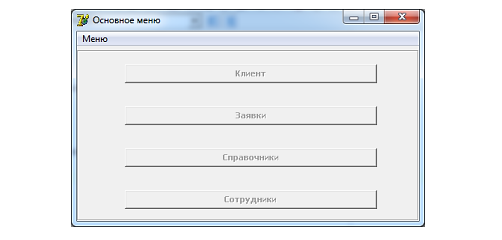 Основное меню
Меню
Клиент
Заявки
Справочники
Сотрудники